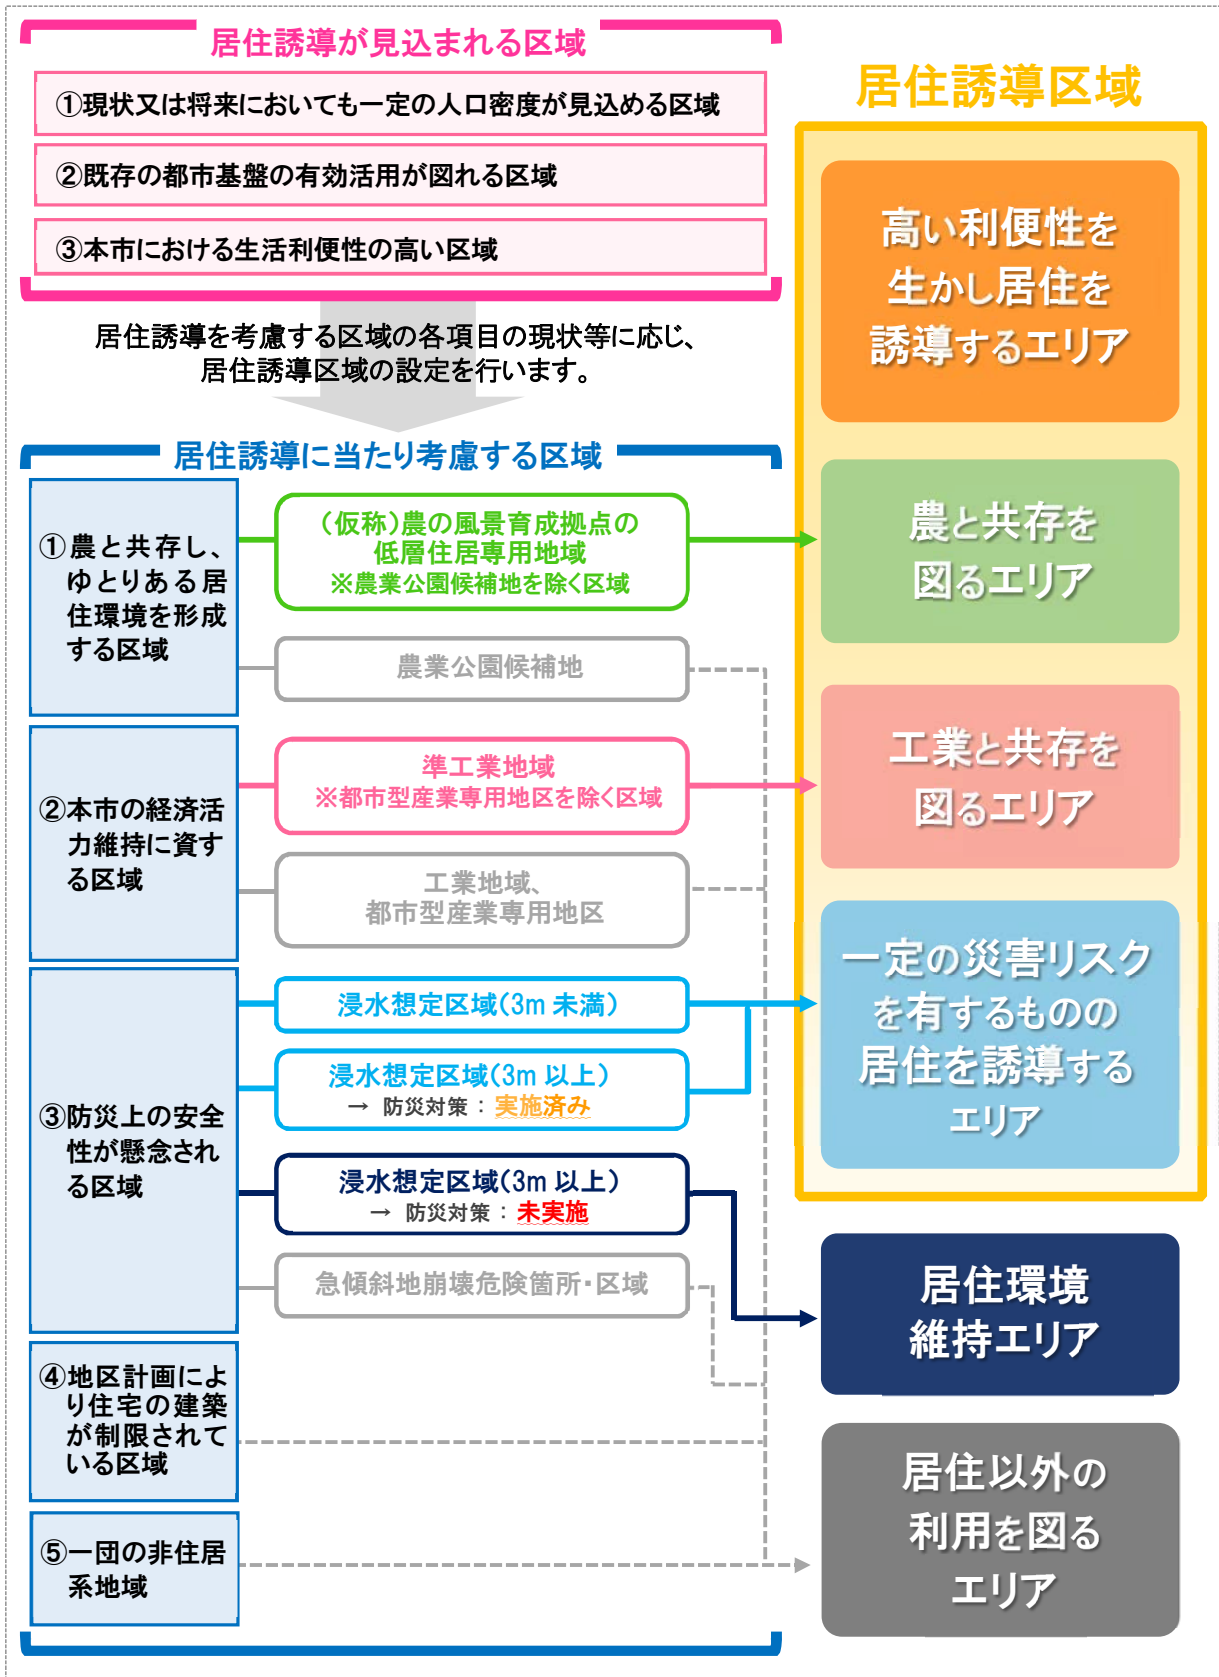 居住誘導が見込まれる区域
①現状又は将来においても一定の人口密度が見込める区域
②既存の都市基盤の有効活用が図れる区域
③本市における生活利便性の高い区域
居住誘導を考慮する区域の各項目の現状等に応じ、
居住誘導区域の設定を行います。
居住誘導に当たり考慮する区域
①農と共存し、
ゆとりある居
住環境を形成
する区域
(仮称)農の風景育成拠点の
低層住居専用地域
※農業公園候補地を除く区域
農業公園候補地
②本市の経済活
力維持に資す
る区域
準工業地域
※都市型産業専用地区を除く区域
工業地域、
都市型産業専用地区
③防災上の安全
性が懸念され
る区域
浸水想定区域(3m 未満)
浸水想定区域(3m 以上)
→ 防災対策：実施済み
浸水想定区域(3m 以上)
→ 防災対策：未実施
急傾斜地崩壊危険箇所・区域
④地区計画によ
り住宅の建築
が制限されて
いる区域
⑤一団の非住居
系地域
居住誘導区域
高い利便性を
生かし居住を
誘導するエリア
農と共存を
図るエリア
工業と共存を
図るエリア
一定の災害リスク
を有するものの
居住を誘導する
エリア
居住環境
維持エリア
居住以外の
利用を図る
エリア